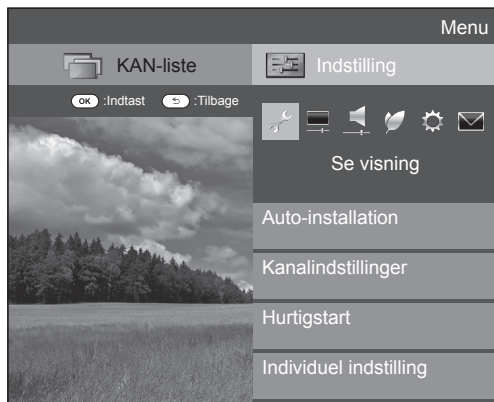 Menu
KAN-liste
Indstilling
OK :Indtast :Tilbage
Se visning
Auto-installation
Kanalindstillinger
Hurtigstart
Individuel indstilling